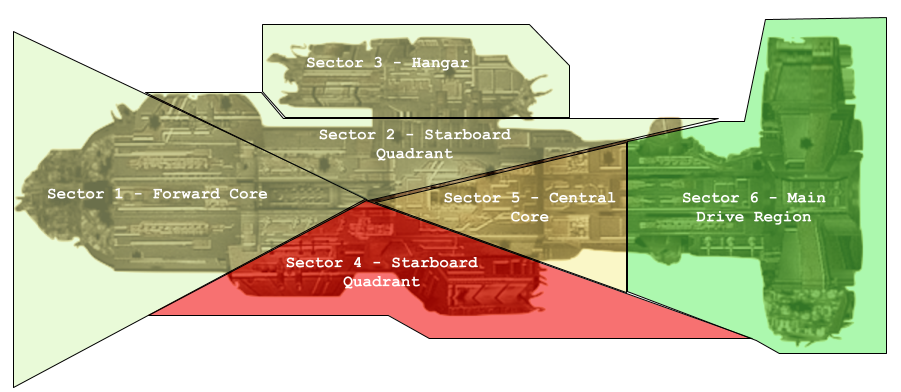 Sector 3 - Hangar
Sector 2 - Starboard
Quadrant
Sector 1 - Forward Core
Sector 5 - Central
Core
Sector 6 - Main
Drive Region
Sector 4 - Starboard
Quadrant